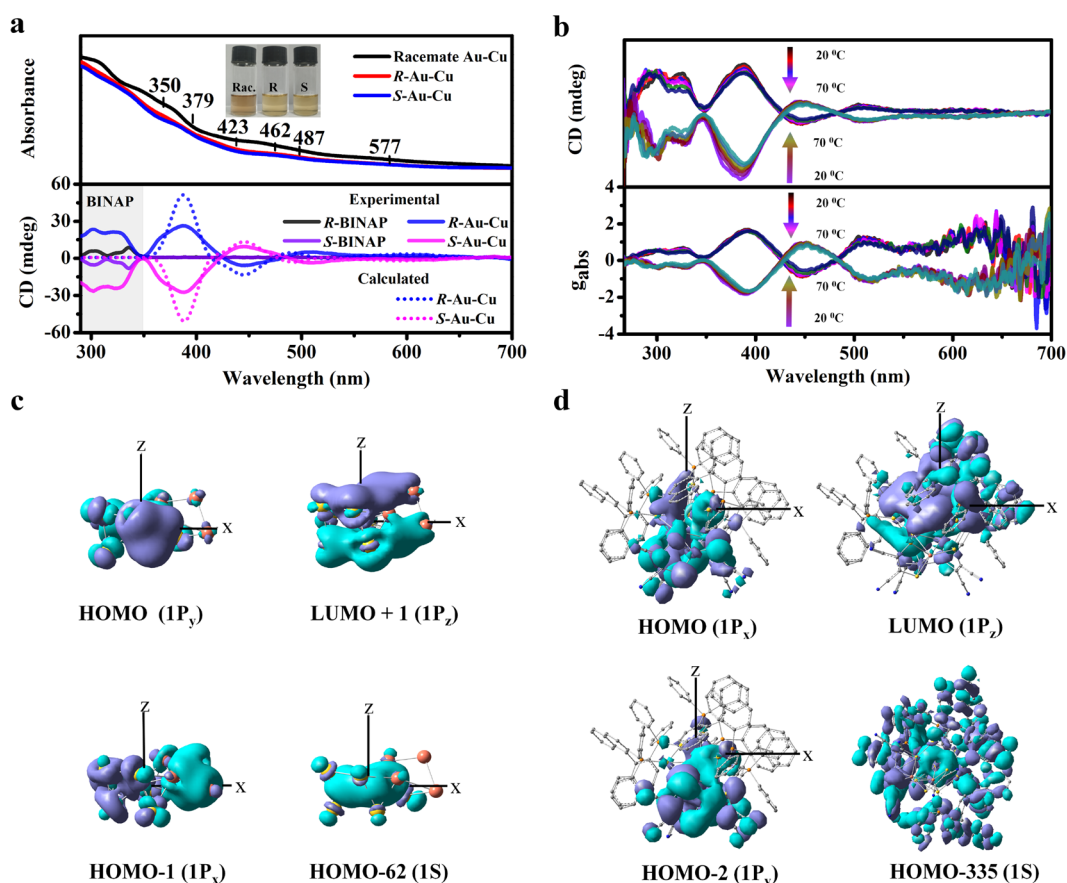 a
Absorbance
350
379
423
462
487
577
Rac.
R
S
Racemate Au-Cu
R-Au-Cu
S-Au-Cu
CD (mdeg)
60
30
0
-30
-60
BINAP
Experimental
R-BINAP
R-Au-Cu
S-BINAP
S-Au-Cu
Calculated
R-Au-Cu
S-Au-Cu
300
400
500
600
700
Wavelength (nm)
b
CD (mdeg)
20 ⁰C
70 ⁰C
70 ⁰C
20 ⁰C
gabs
4
2
0
-2
-4
20 ⁰C
70 ⁰C
70 ⁰C
20 ⁰C
300
400
500
600
700
Wavelength (nm)
c
Z
X
HOMO (1Py)
Z
X
LUMO + 1 (1Pz)
Z
X
HOMO-1 (1Px)
Z
X
HOMO-62 (1S)
d
Z
X
HOMO (1Px)
Z
X
LUMO (1Pz)
Z
X
HOMO-2 (1Py)
HOMO-335 (1S)